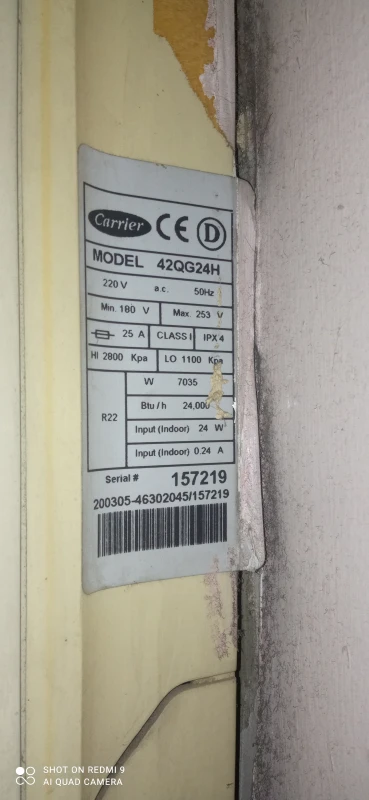 Carrier CE D
MODEL 42QG24H
220 V a.c. 50Hz
Min. 180 V Max. 253 V
25 A CLASS I IPX4
HI 2800 Kpa LO 1100 Kpa
W 7035
R22 Btu/h 24,000
Input (Indoor) 24 W
Input (Indoor) 0.24 A
Serial # 157219
200305-46302045/157219
SHOT ON REDMI 9
AI QUAD CAMERA